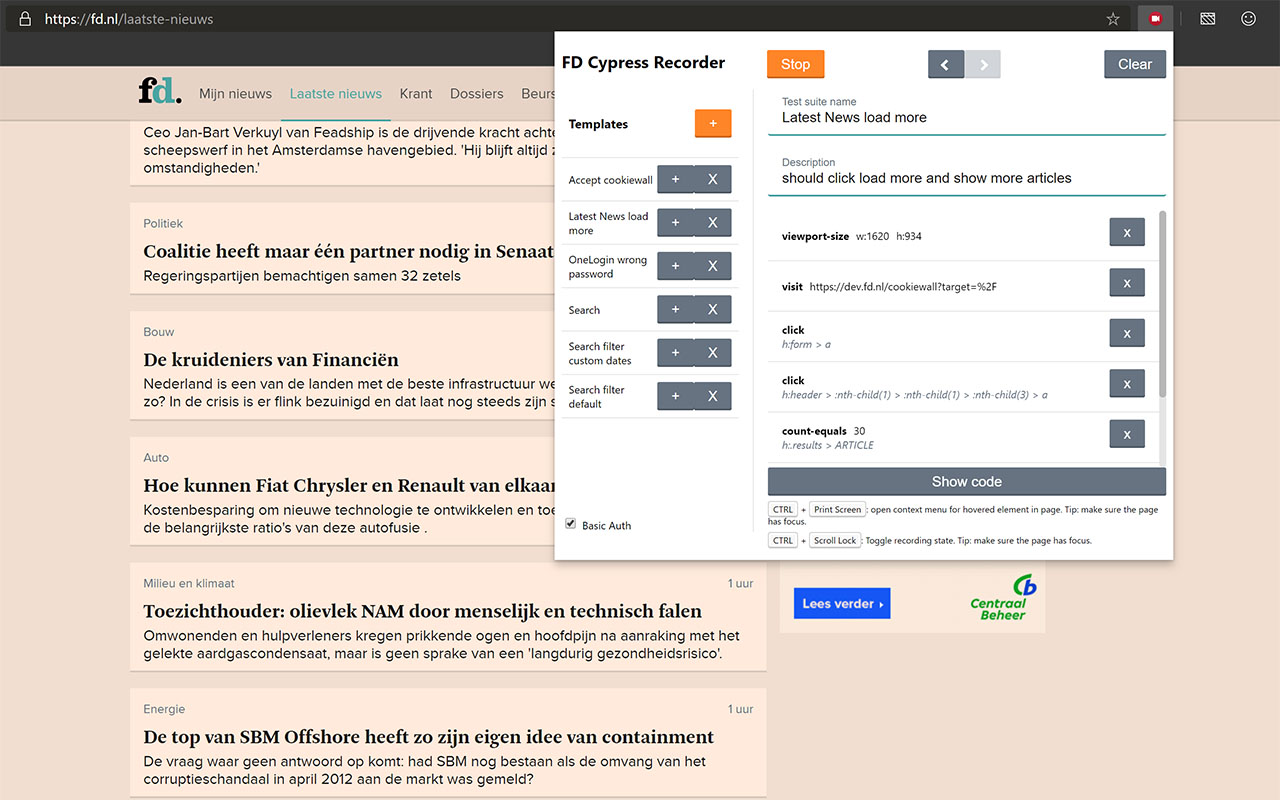 https://fd.nl/laatste-nieuws
fd.
Mijn nieuws
Laatste nieuws
Krant
Dossiers
Beurs
Ceo Jan-Bart Verkuyl van Feadship is de drijvende kracht achte
scheepswerf in het Amsterdamse havengebied. 'Hij blijft altijd
omstandigheden.'
Politiek
Coalitie heeft maar één partner nodig in Senaat
Regeringspartijen bemachtigen samen 32 zetels
Bouw
De kruideniers van Financiën
Nederland is een van de landen met de beste infrastructuur we
zo? In de crisis is er flink bezuinigd en dat laat nog steeds zijn s
Auto
Hoe kunnen Fiat Chrysler en Renault van elkaar
Kostenbesparing om nieuwe technologie te ontwikkelen en toe
de belangrijkste ratio's van deze autofusie .
Milieu en klimaat
1 uur
Toezichthouder: olievlek NAM door menselijk en technisch falen
Omwonenden en hulpverleners kregen prikkende ogen en hoofdpijn na aanraking met het
gelekte aardgascondensaat, maar is geen sprake van een 'langdurig gezondheidsrisico'.
Energie
1 uur
De top van SBM Offshore heeft zo zijn eigen idee van containment
De vraag waar geen antwoord op komt: had SBM nog bestaan als de omvang van het
corruptieschandaal in april 2012 aan de markt was gemeld?
FD Cypress Recorder
Stop
Clear
Templates
+
Accept cookiewall
+ X
Latest News load
more
+ X
OneLogin wrong
password
+ X
Search
+ X
Search filter
custom dates
+ X
Search filter
default
+ X
Basic Auth
Test suite name
Latest News load more
Description
should click load more and show more articles
viewport-size w:1620 h:934
x
visit https://dev.fd.nl/cookiewall?target=%2F
x
click
h:form > a
x
click
h:header > :nth-child(1) > :nth-child(1) > :nth-child(3) > a
x
count-equals 30
h:.results > ARTICLE
x
Show code
CTRL + Print Screen : open context menu for hovered element in page. Tip: make sure the page
has focus.
CTRL + Scroll Lock : Toggle recording state. Tip: make sure the page has focus.
Lees verder
Centraal
Beheer